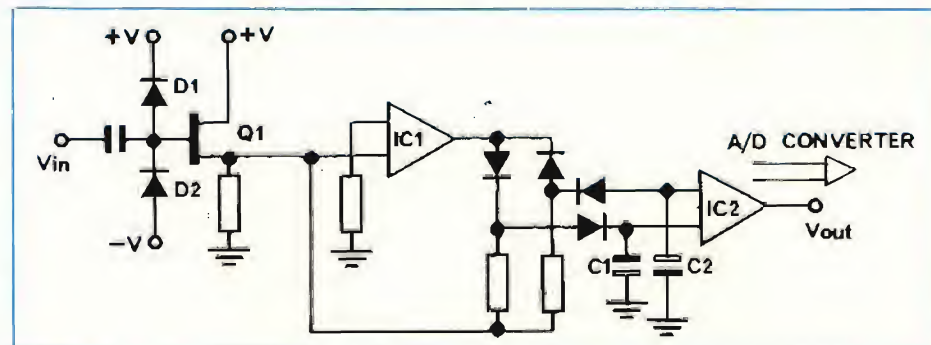 +V
+V
D1
Q1
IC1
A/D CONVERTER
Vin
D2
IC2
Vout
-V
C1
C2